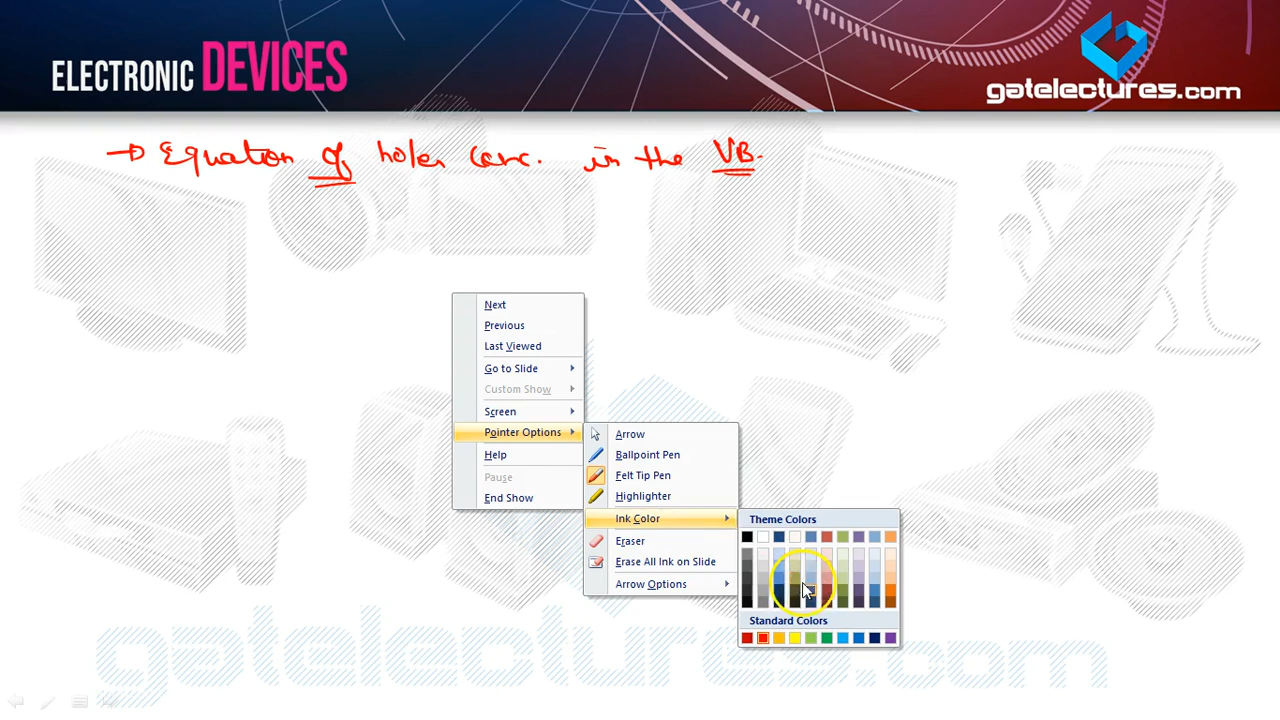 ELECTRONIC DEVICES
gatelectures.com
→ Equation of holes conc. in the VB.
Next
Previous
Last Viewed
Go to Slide
Custom Show
Screen
Pointer Options
Help
Pause
End Show
Arrow
Ballpoint Pen
Felt Tip Pen
Highlighter
Ink Color
Eraser
Erase All Ink on Slide
Arrow Options
Theme Colors
Standard Colors
gatelectures.com